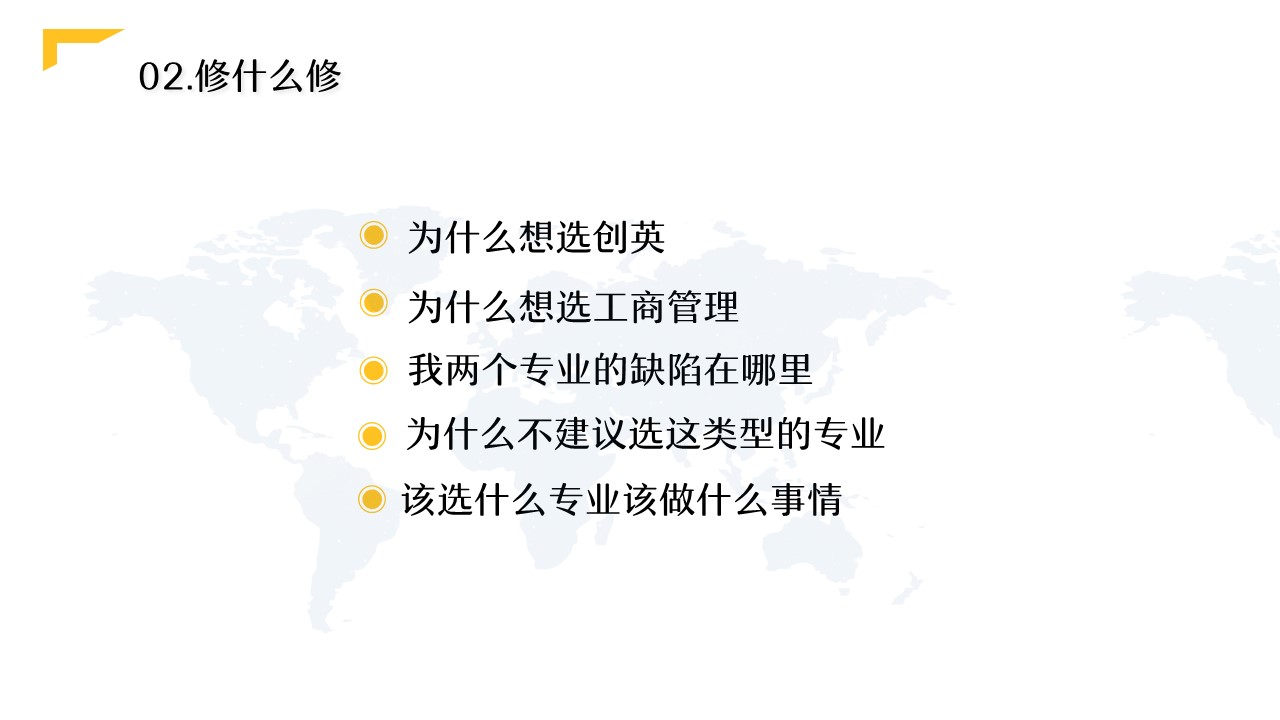 02.修什么修
为什么想选创英
为什么想选工商管理
我两个专业的缺陷在哪里
为什么不建议选这类型的专业
该选什么专业该做什么事情